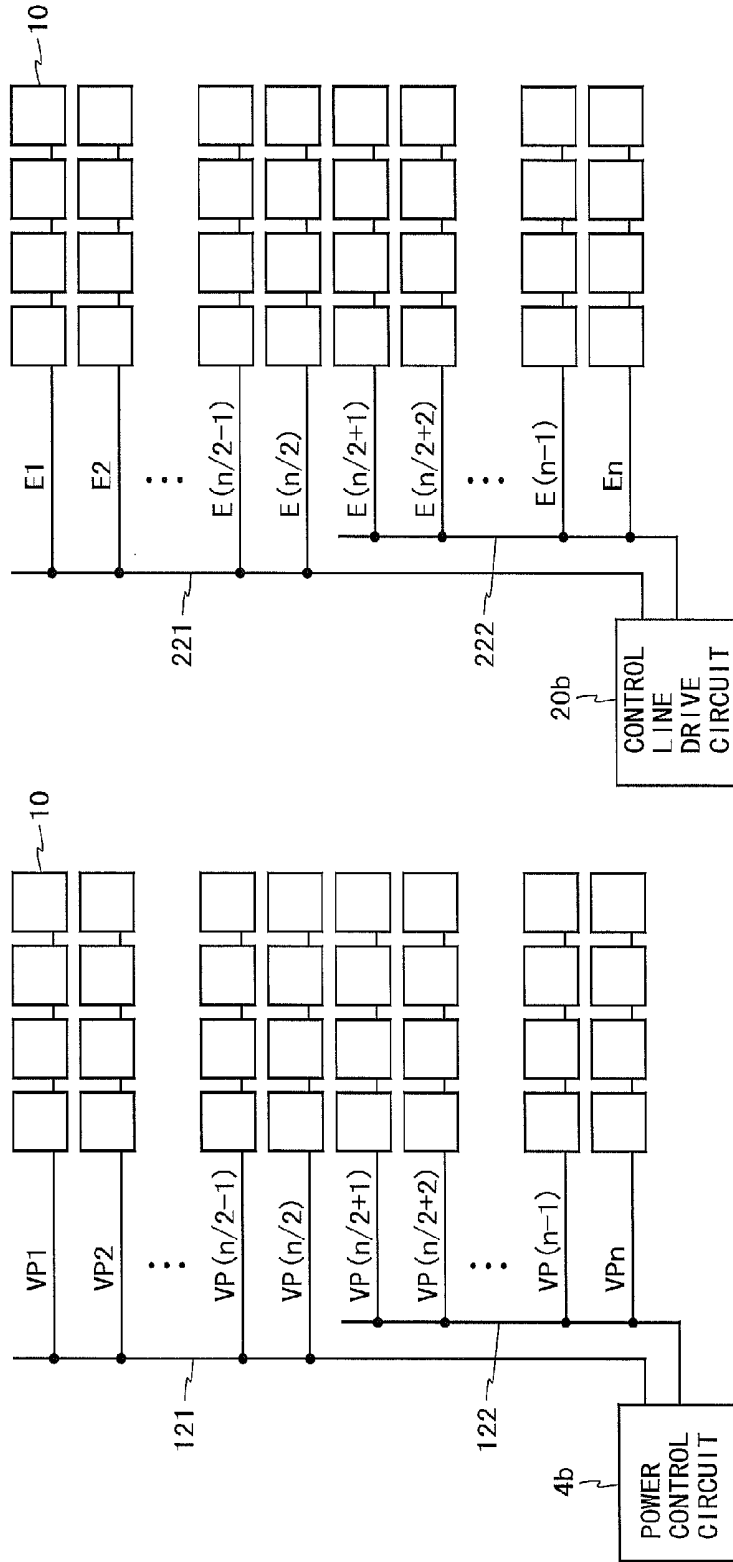 10
VP1
VP2
...
VP(n/2-1)
VP(n/2)
VP(n/2+1)
VP(n/2+2)
...
VP(n-1)
VPn
121
122
4b
POWER
CONTROL
CIRCUIT
10
E1
E2
...
E(n/2-1)
E(n/2)
E(n/2+1)
E(n/2+2)
...
E(n-1)
En
221
222
20b
CONTROL
LINE
DRIVE
CIRCUIT